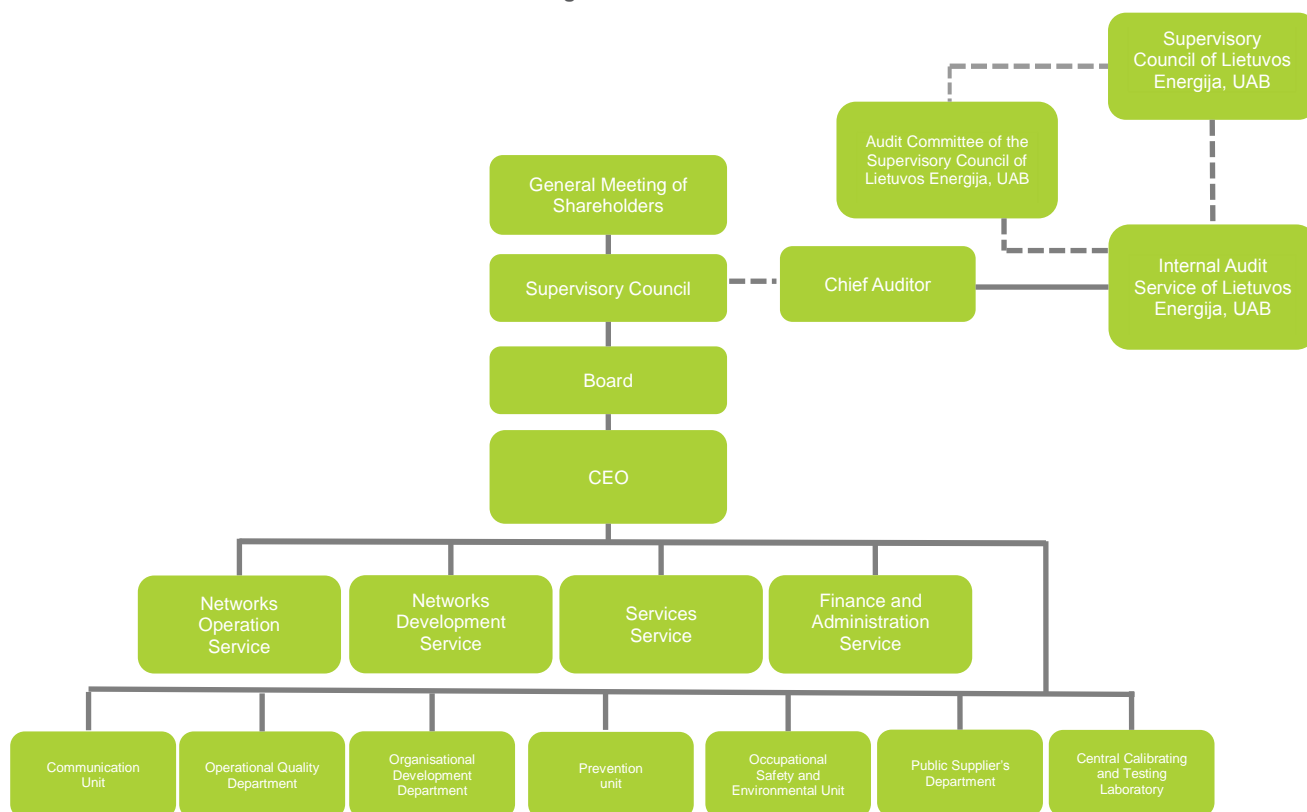 Supervisory
Council of Lietuvos
Energija, UAB
Audit Committee of the
Supervisory Council of
Lietuvos Energija, UAB
General Meeting of
Shareholders
Supervisory Council
Chief Auditor
Internal Audit
Service of Lietuvos
Energija, UAB
Board
CEO
Networks
Operation
Service
Networks
Development
Service
Services
Service
Finance and
Administration
Service
Communication
Unit
Operational Quality
Department
Organisational
Development
Department
Prevention
unit
Occupational
Safety and
Environmental Unit
Public Supplier's
Department
Central Calibrating
and Testing
Laboratory